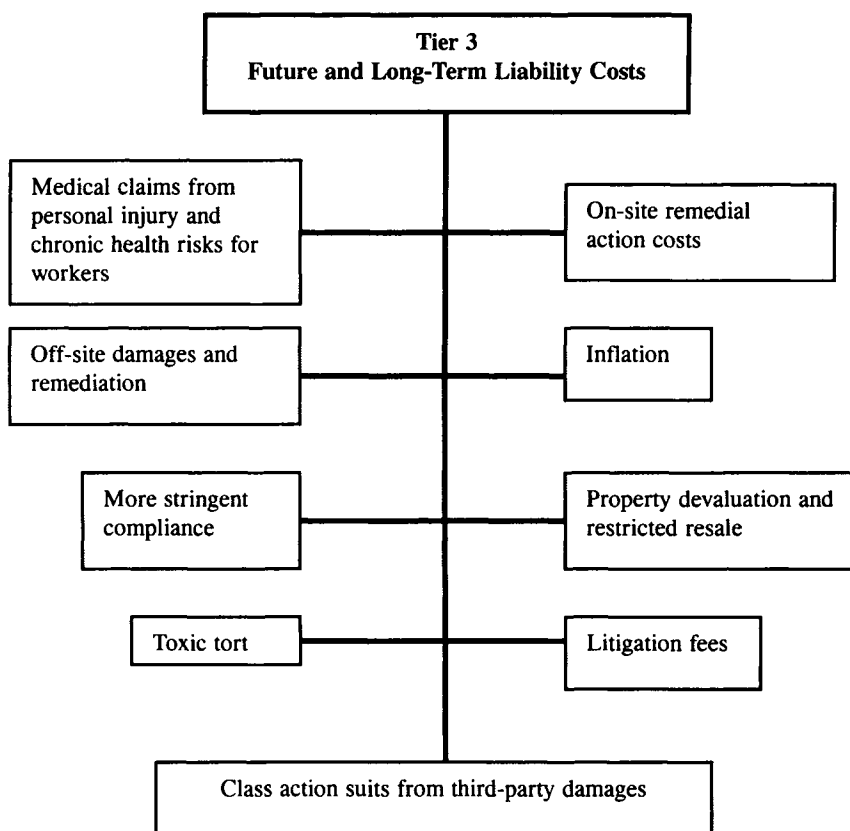 Tier 3
Future and Long-Term Liability Costs
Medical claims from
personal injury and
chronic health risks for
workers
On-site remedial
action costs
Off-site damages and
remediation
Inflation
More stringent
compliance
Property devaluation and
restricted resale
Toxic tort
Litigation fees
Class action suits from third-party damages